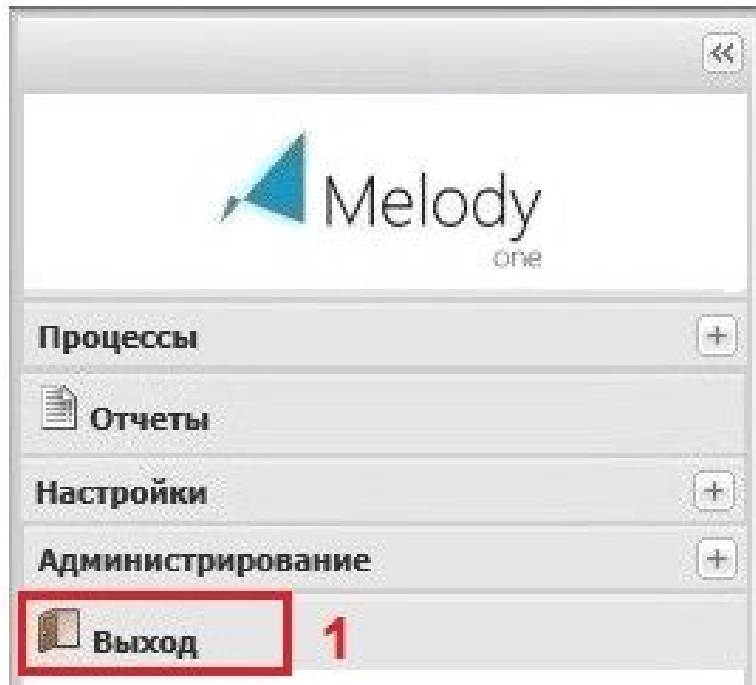 Melody
one
Процессы
Отчеты
Настройки
Администрирование
Выход 1